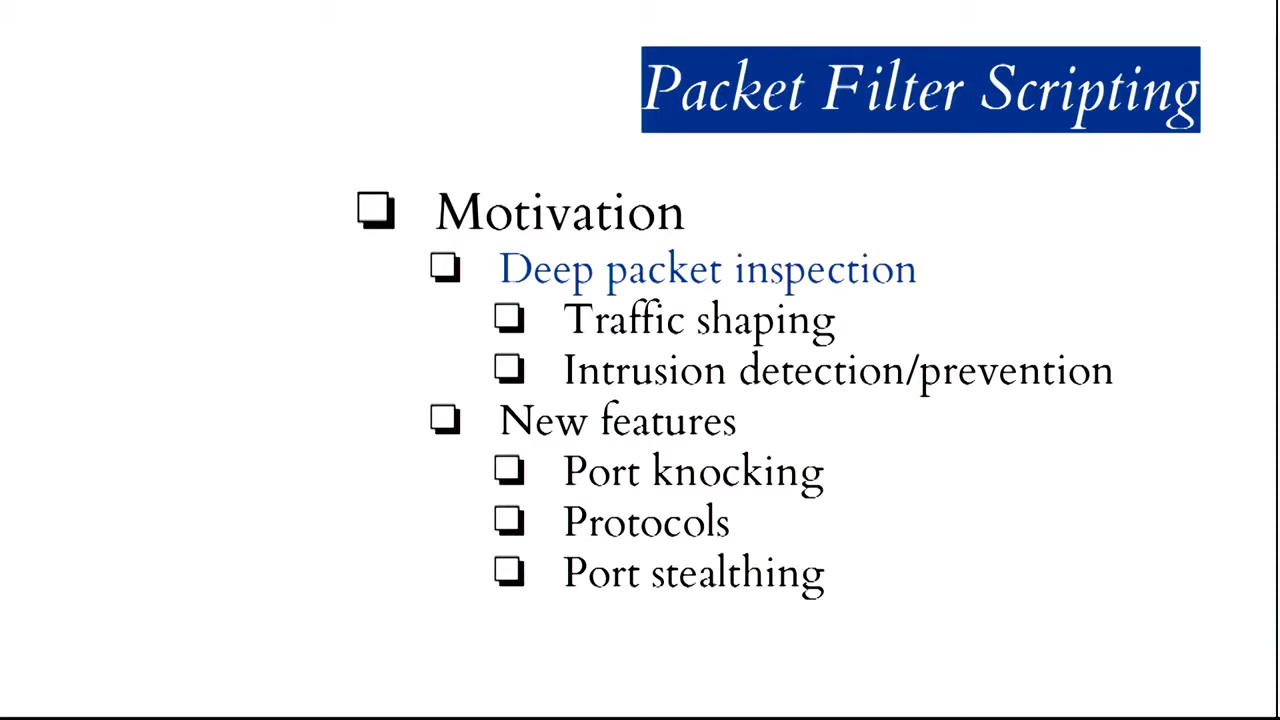 Packet Filter Scripting
Motivation
Deep packet inspection
Traffic shaping
Intrusion detection/prevention
New features
Port knocking
Protocols
Port stealthing